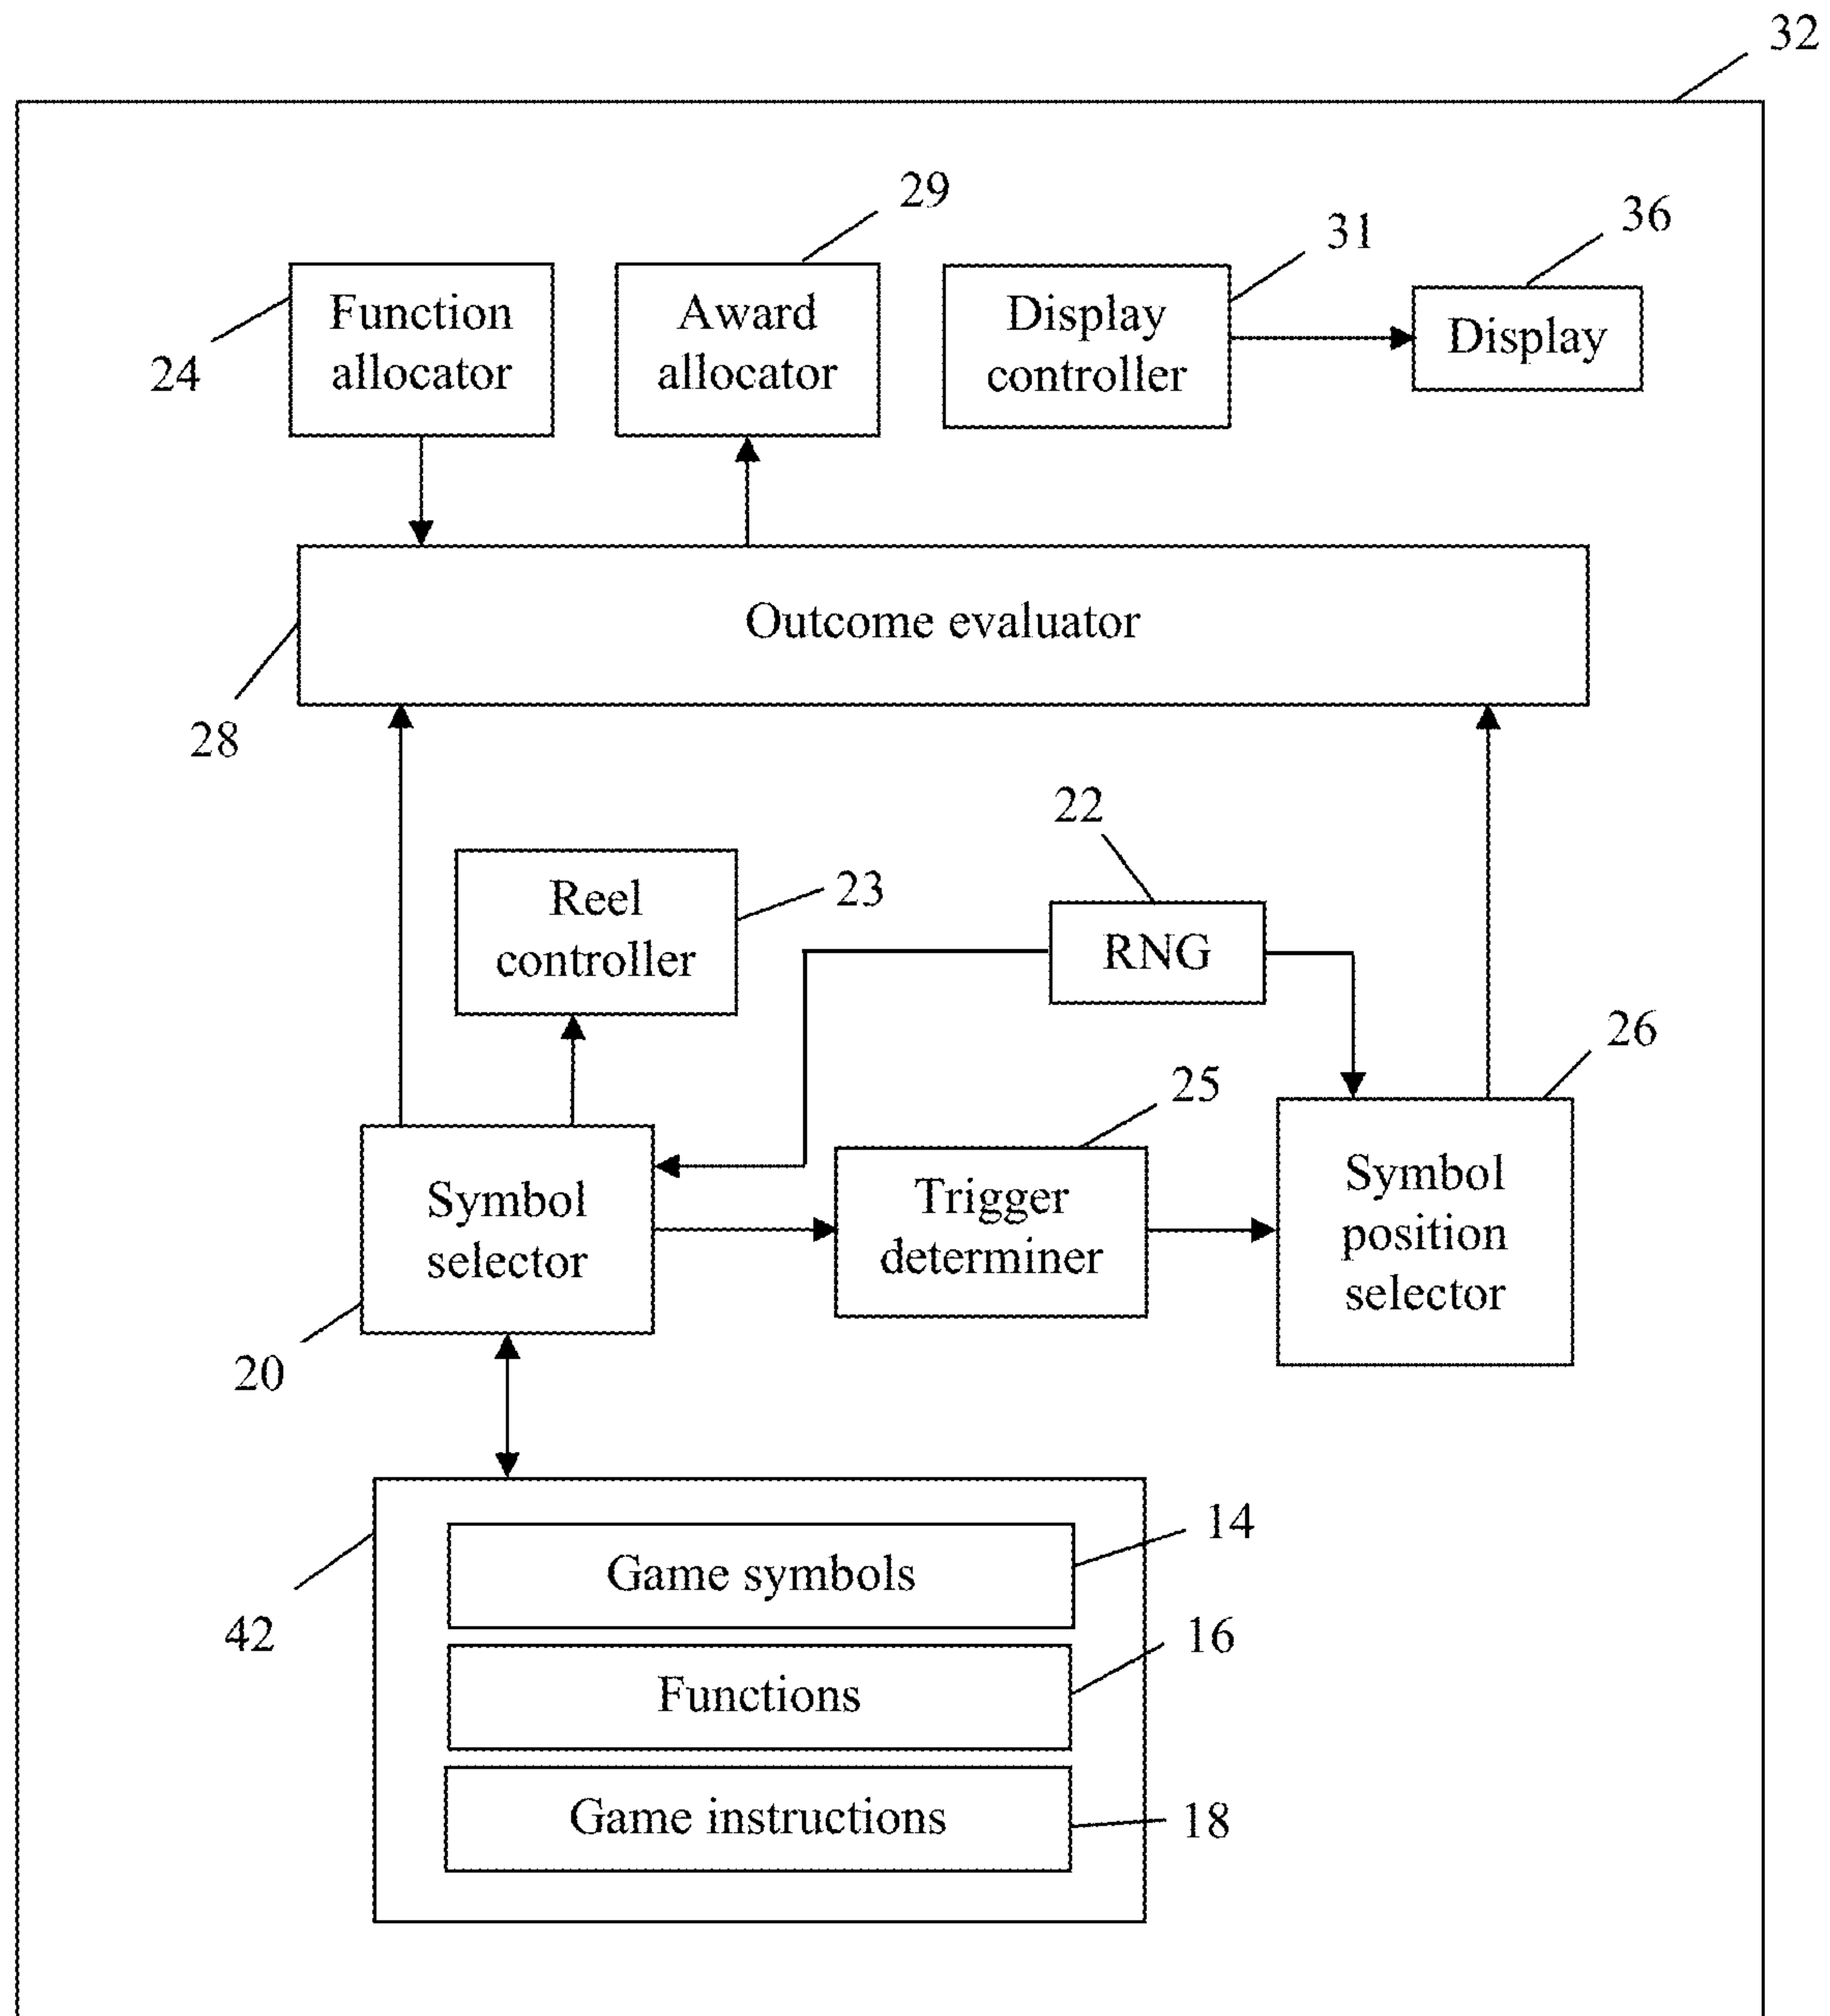 32
29
31
36
Function
allocator
Award
allocator
Display
controller
Display
24
Outcome evaluator
28
22
Reel
controller
23
RNG
26
25
Symbol
selector
Trigger
determiner
Symbol
position
selector
20
14
Game symbols
42
16
Functions
Game instructions
18